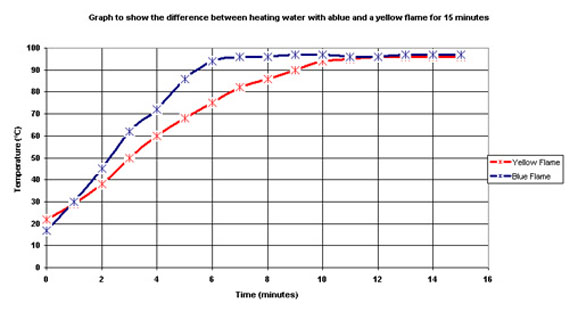 Graph to show the difference between heating water with ablue and a yellow flame for 15 minutes
100
90
80
70
60
50
40
30
20
10
0
Temperature (°C)
0 2 4 6 8 10 12 14 16
Time (minutes)
Yellow Flame
Blue Flame